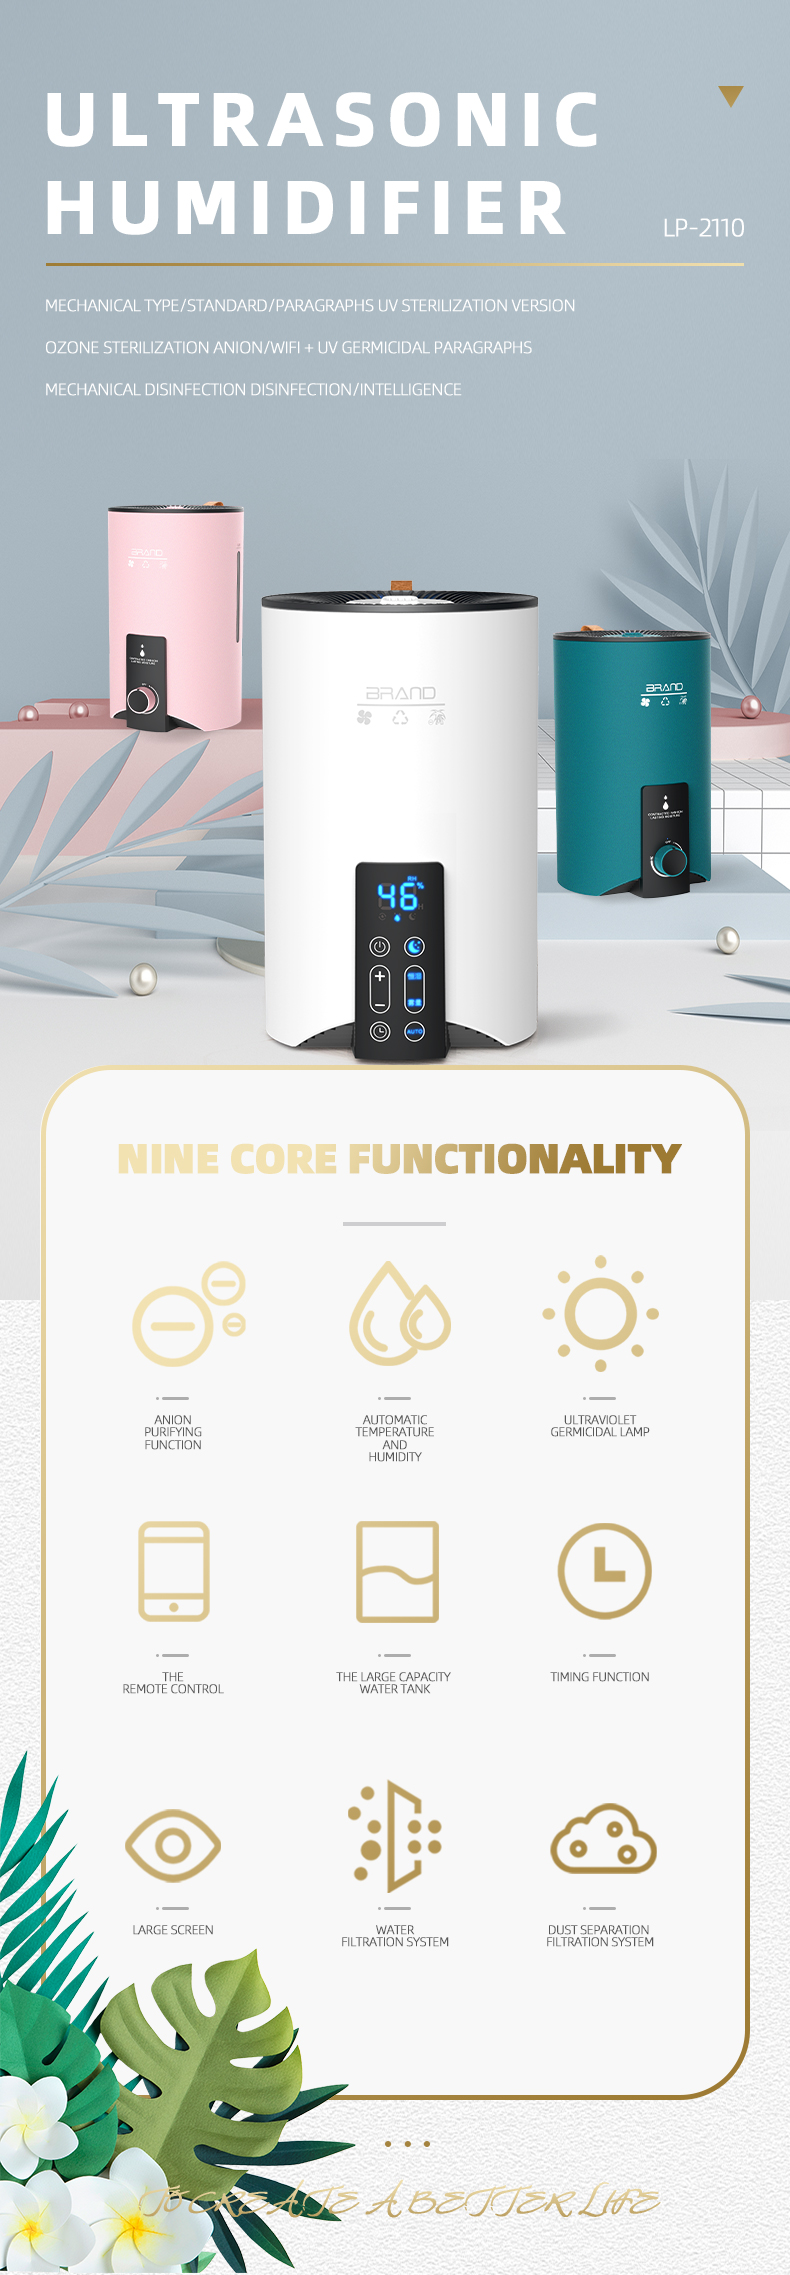 ULTRASONIC
HUMIDIFIER
LP-2110
MECHANICAL TYPE/STANDARD/PARAGRAPHS UV STERILIZATION VERSION
OZONE STERILIZATION ANION/WIFI + UV GERMICIDAL PARAGRAPHS
MECHANICAL DISINFECTION DISINFECTION/INTELLIGENCE
BRAND
BRAND
BRAND
RH
46%
AUTO
NINE CORE FUNCTIONALITY
ANION
PURIFYING
FUNCTION
AUTOMATIC
TEMPERATURE
AND
HUMIDITY
ULTRAVIOLET
GERMICIDAL LAMP
THE
REMOTE CONTROL
THE LARGE CAPACITY
WATER TANK
TIMING FUNCTION
LARGE SCREEN
WATER
FILTRATION SYSTEM
DUST SEPARATION
FILTRATION SYSTEM
TO CREATE A BETTER LIFE